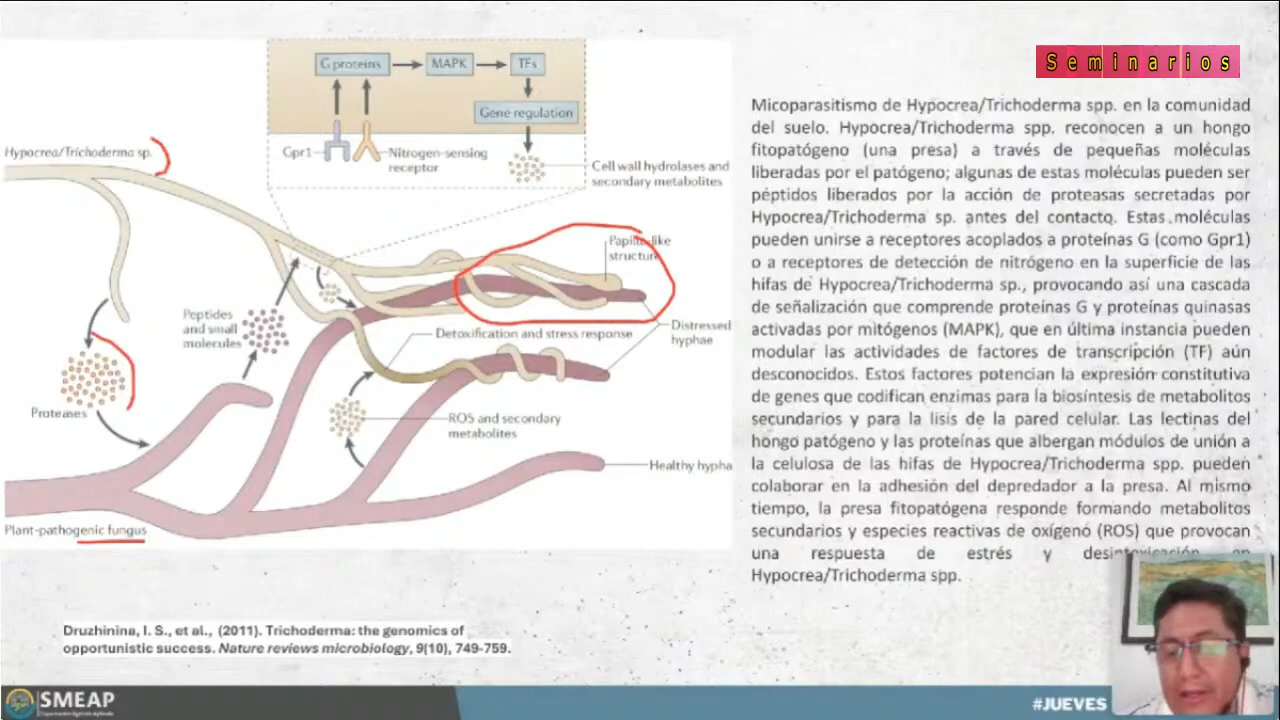 Seminarios
G proteins
MAPK
TFs
Gene regulation
Gpr1
Nitrogen-sensing
receptor
Cell wall hydrolases and
secondary metabolites
Hypocrea/Trichoderma sp.
structure
Peptides
and small
molecules
Detoxification and stress response
Distressed
hyphae
Proteases
ROS and secondary
metabolites
Healthy hypha
Plant-pathogenic fungus
Micoparasitismo de Hypocrea/Trichoderma spp. en la comunidad
del suelo. Hypocrea/Trichoderma spp. reconocen a un hongo
fitopatógeno (una presa) a través de pequeñas moléculas
liberadas por el patógeno; algunas de estas moléculas pueden ser
péptidos liberados por la acción de proteasas secretadas por
Hypocrea/Trichoderma sp. antes del contacto. Estas moléculas
pueden unirse a receptores acoplados a proteínas G (como Gpr1)
o a receptores de detección de nitrógeno en la superficie de las
hifas de Hypocrea/Trichoderma sp., provocando así una cascada
de señalización que comprende proteínas G y proteínas quinasas
activadas por mitógenos (MAPK), que en última instancia pueden
modular las actividades de factores de transcripción (TF) aún
desconocidos. Estos factores potencian la expresión constitutiva
de genes que codifican enzimas para la biosíntesis de metabolitos
secundarios y para la lisis de la pared celular. Las lectinas del
hongo patógeno y las proteínas que albergan módulos de unión a
la celulosa de las hifas de Hypocrea/Trichoderma spp. pueden
colaborar en la adhesión del depredador a la presa. Al mismo
tiempo, la presa fitopatógena responde formando metabolitos
secundarios y especies reactivas de oxígeno (ROS) que provocan
una respuesta de estrés y desintoxicación en
Hypocrea/Trichoderma spp.
Druzhinina, I. S., et al., (2011). Trichoderma: the genomics of
opportunistic success. Nature reviews microbiology, 9(10), 749-759.
SMEAP
#JUEVES